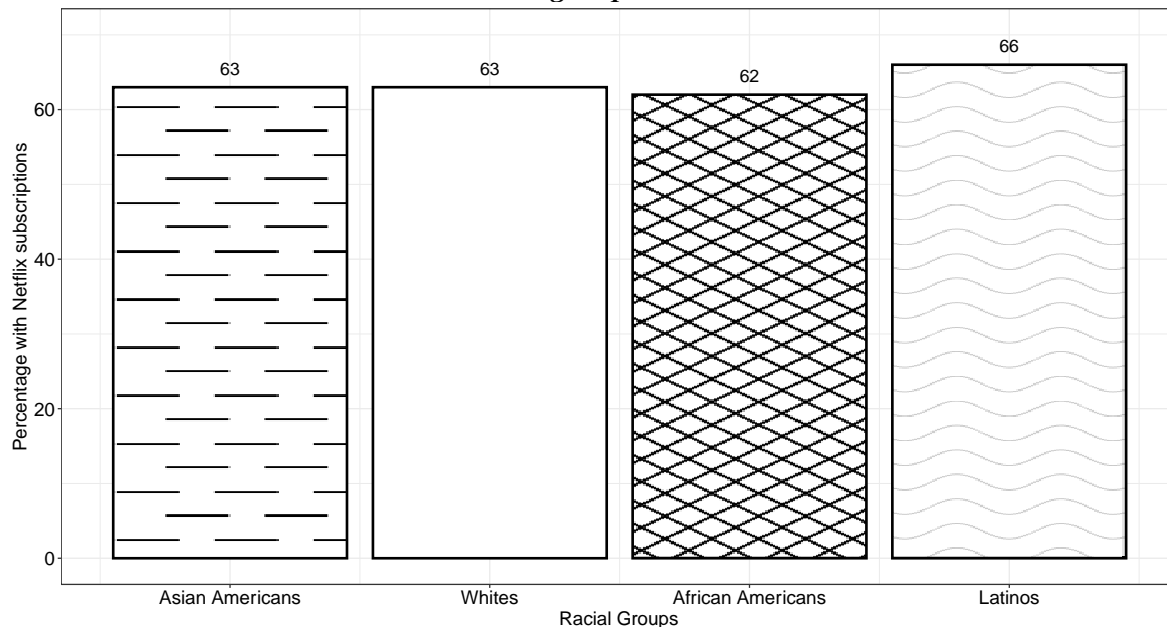 66
63
63
62
60
40
20
0
Percentage with Netflix subscriptions
Asian Americans
Whites
African Americans
Latinos
Racial Groups